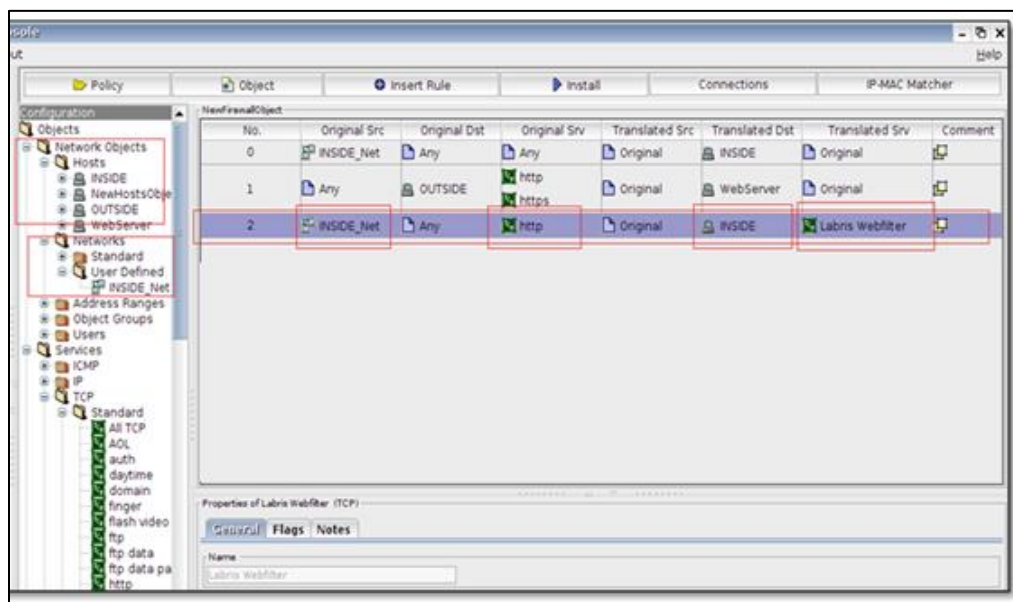 nsole
ut
Help
Policy
Object
Insert Rule
Install
Connections
IP-MAC Matcher
Configuration
Objects
Network Objects
Hosts
INSIDE
NewHostsObje
OUTSIDE
WebServer
Networks
Standard
User Defined
INSIDE_Net
Address Ranges
Object Groups
Users
Services
ICMP
IP
TCP
Standard
All TCP
AOL
auth
daytime
domain
finger
flash video
ftp
ftp data
ftp data pa
http
NewFirewallObject
No. Original Src Original Dst Original Srv Translated Src Translated Dst Translated Srv Comment
0 INSIDE_Net Any Any Original INSIDE Original
1 Any OUTSIDE http https Original WebServer Original
2 INSIDE_Net Any http Original INSIDE Labris Webfilter
Properties of Labris Webfilter (TCP)
General Flags Notes
Name
Labris Webfilter